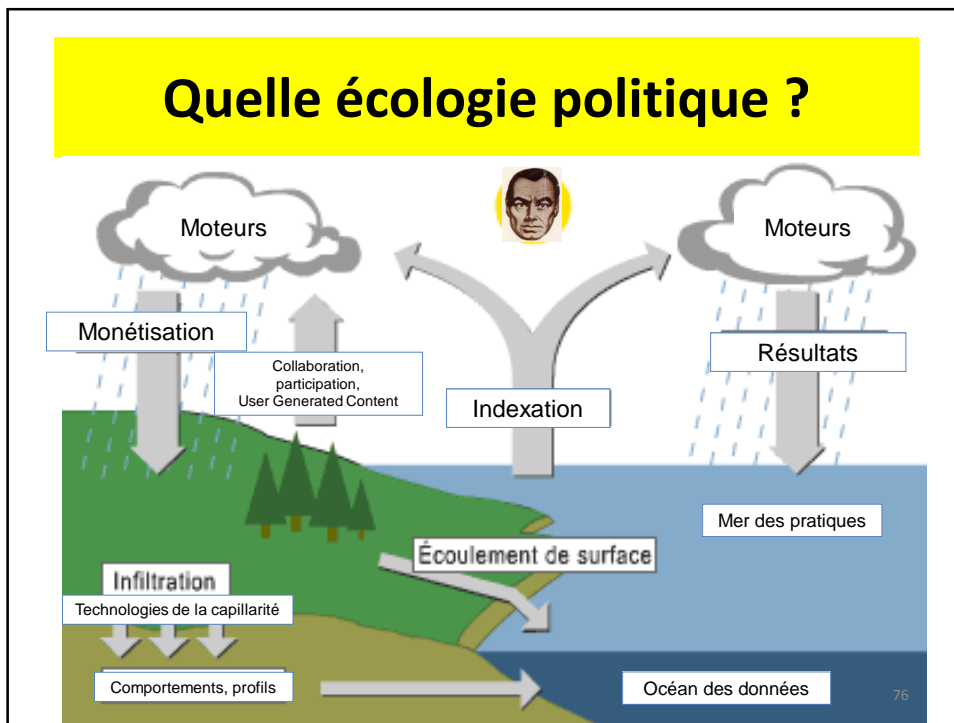 Quelle écologie politique ?
Moteurs
Moteurs
Monétisation
Résultats
Collaboration,
participation,
User Generated Content
Indexation
Mer des pratiques
Écoulement de surface
Infiltration
Technologies de la capillarité
Comportements, profils
Océan des données
76